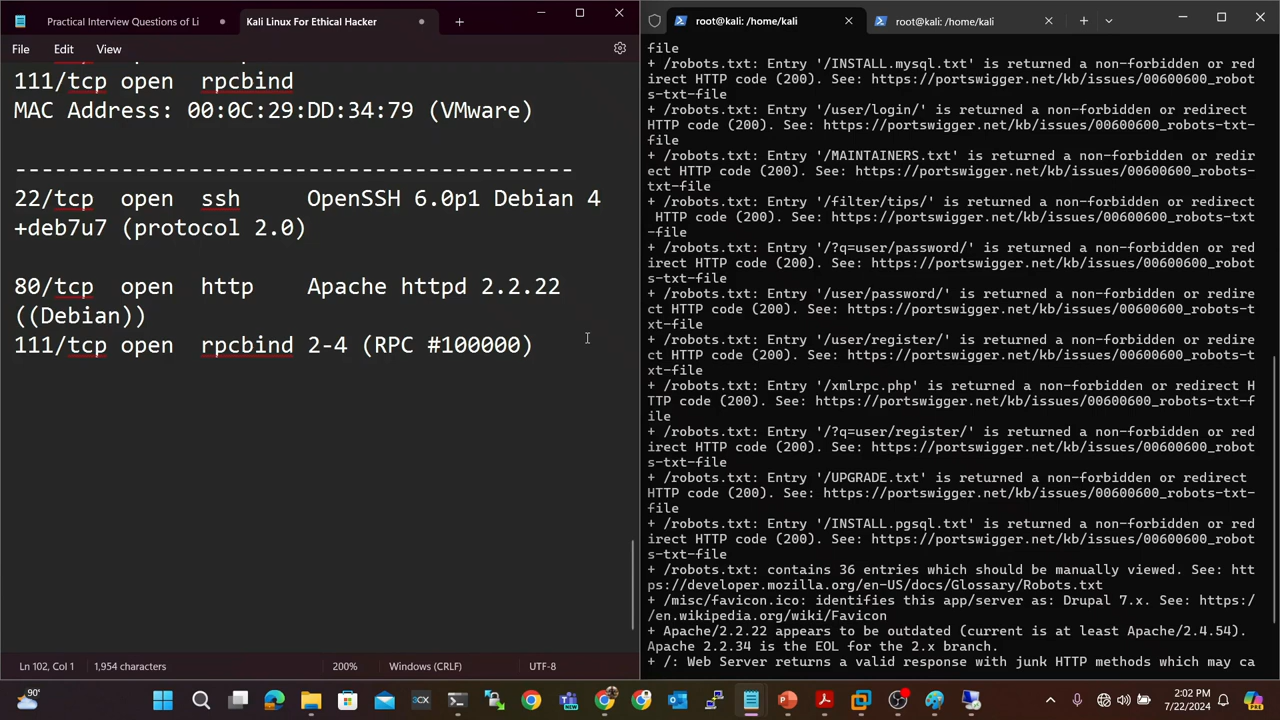 Practical Interview Questions of Li
Kali Linux For Ethical Hacker
File Edit View
111/tcp open rpcbind
MAC Address: 00:0C:29:DD:34:79 (VMware)
-------------------------------------------
22/tcp open ssh OpenSSH 6.0p1 Debian 4
+deb7u7 (protocol 2.0)
80/tcp open http Apache httpd 2.2.22
((Debian))
111/tcp open rpcbind 2-4 (RPC #100000)
Ln 102, Col 1 1,954 characters 200% Windows (CRLF) UTF-8
root@kali: /home/kali
root@kali: /home/kali
file
+ /robots.txt: Entry '/INSTALL.mysql.txt' is returned a non-forbidden or red
irect HTTP code (200). See: https://portswigger.net/kb/issues/00600600_robot
s-txt-file
+ /robots.txt: Entry '/user/login/' is returned a non-forbidden or redirect
HTTP code (200). See: https://portswigger.net/kb/issues/00600600_robots-txt-
file
+ /robots.txt: Entry '/MAINTAINERS.txt' is returned a non-forbidden or redir
ect HTTP code (200). See: https://portswigger.net/kb/issues/00600600_robots-
txt-file
+ /robots.txt: Entry '/filter/tips/' is returned a non-forbidden or redirect
HTTP code (200). See: https://portswigger.net/kb/issues/00600600_robots-txt
-file
+ /robots.txt: Entry '/?q=user/password/' is returned a non-forbidden or red
irect HTTP code (200). See: https://portswigger.net/kb/issues/00600600_robot
s-txt-file
+ /robots.txt: Entry '/user/password/' is returned a non-forbidden or redire
ct HTTP code (200). See: https://portswigger.net/kb/issues/00600600_robots-t
xt-file
+ /robots.txt: Entry '/user/register/' is returned a non-forbidden or redire
ct HTTP code (200). See: https://portswigger.net/kb/issues/00600600_robots-t
xt-file
+ /robots.txt: Entry '/xmlrpc.php' is returned a non-forbidden or redirect H
TTP code (200). See: https://portswigger.net/kb/issues/00600600_robots-txt-f
ile
+ /robots.txt: Entry '/?q=user/register/' is returned a non-forbidden or red
irect HTTP code (200). See: https://portswigger.net/kb/issues/00600600_robot
s-txt-file
+ /robots.txt: Entry '/UPGRADE.txt' is returned a non-forbidden or redirect
HTTP code (200). See: https://portswigger.net/kb/issues/00600600_robots-txt-
file
+ /robots.txt: Entry '/INSTALL.pgsql.txt' is returned a non-forbidden or red
irect HTTP code (200). See: https://portswigger.net/kb/issues/00600600_robot
s-txt-file
+ /robots.txt: contains 36 entries which should be manually viewed. See: htt
ps://developer.mozilla.org/en-US/docs/Glossary/Robots.txt
+ /misc/favicon.ico: identifies this app/server as: Drupal 7.x. See: https:/
/en.wikipedia.org/wiki/Favicon
+ Apache/2.2.22 appears to be outdated (current is at least Apache/2.4.54).
Apache 2.2.34 is the EOL for the 2.x branch.
+ /: Web Server returns a valid response with junk HTTP methods which may ca
90°
2:02 PM
7/22/2024